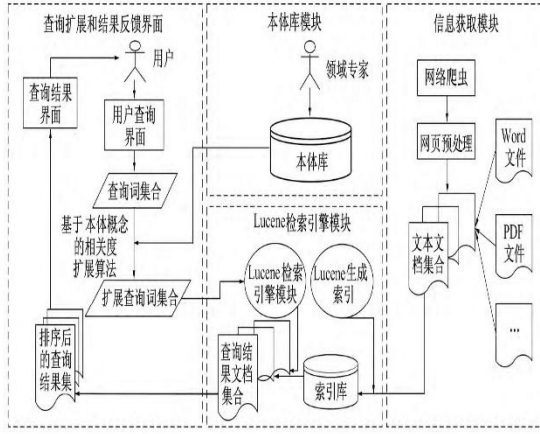 查询扩展和结果反馈界面
用户
查询结果
界面
用户查询
界面
查询词集合
基于本体概念
的相关度
扩展算法
扩展查询词集合
排序后
的查询
结果集
本体库模块
领域专家
本体库
Lucene检索引擎模块
Lucene检索
引擎模块
Lucene生成
索引
查询结
果文档
集合
索引库
信息获取模块
网络爬虫
网页预处理
文本文
档集合
Word
文件
PDF
文件
…